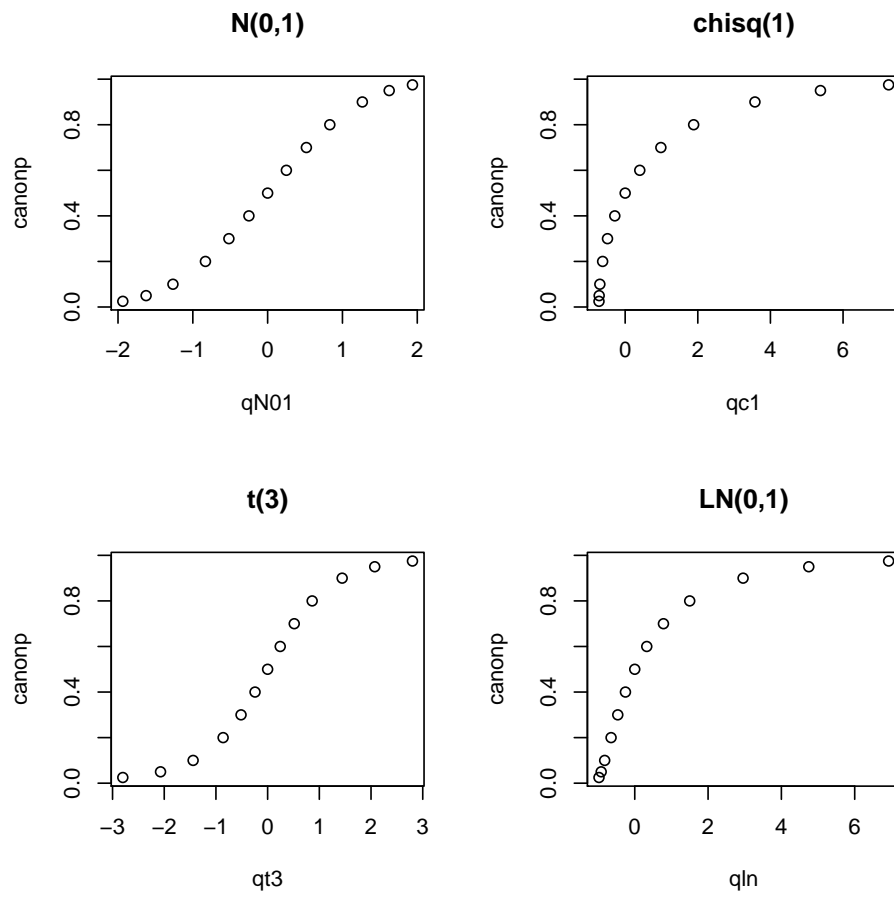 N(0,1)
canonp
0.0 0.4 0.8
−2 −1 0 1 2
qN01
chisq(1)
canonp
0.0 0.4 0.8
0 2 4 6
qc1
t(3)
canonp
0.0 0.4 0.8
−3 −2 −1 0 1 2 3
qt3
LN(0,1)
canonp
0.0 0.4 0.8
0 2 4 6
qln